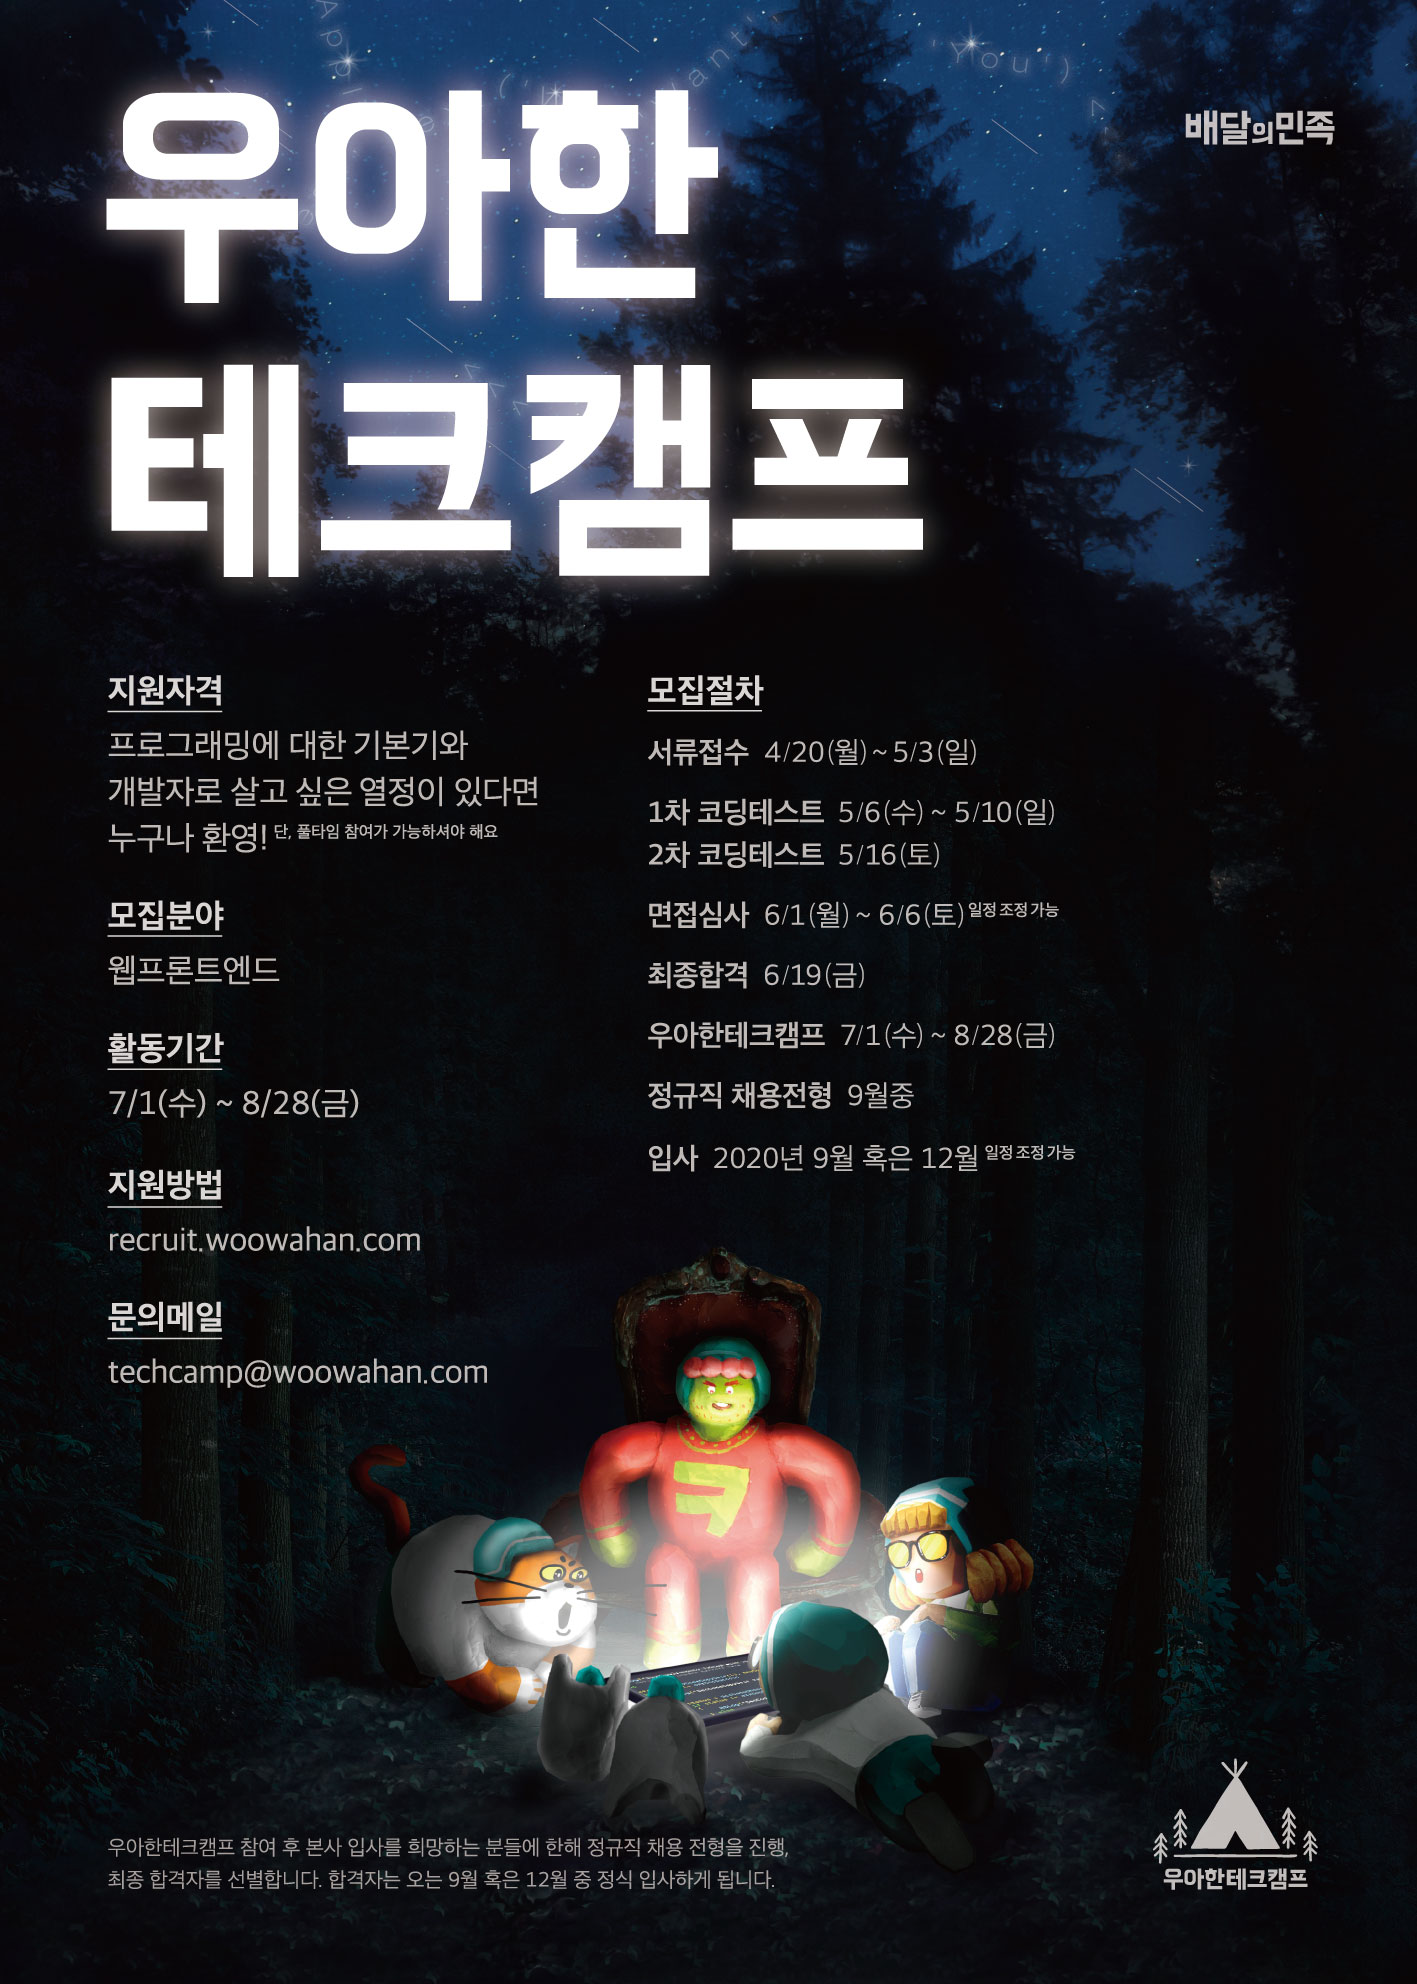 우아한
테크캠프
배달의민족
지원자격
프로그래밍에 대한 기본기와
개발자로 살고 싶은 열정이 있다면
누구나 환영! 단, 풀타임 참여가 가능하셔야 해요
모집분야
웹프론트엔드
활동기간
7/1(수) ~ 8/28(금)
지원방법
recruit.woowahan.com
문의메일
techcamp@woowahan.com
모집절차
서류접수 4/20(월) ~ 5/3(일)
1차 코딩테스트 5/6(수) ~ 5/10(일)
2차 코딩테스트 5/16(토)
면접심사 6/1(월) ~ 6/6(토) 일정 조정 가능
최종합격 6/19(금)
우아한테크캠프 7/1(수) ~ 8/28(금)
정규직 채용전형 9월중
입사 2020년 9월 혹은 12월 일정 조정 가능
ㅋ
우아한테크캠프 참여 후 본사 입사를 희망하는 분들에 한해 정규직 채용 전형을 진행,
최종 합격자를 선별합니다. 합격자는 오는 9월 혹은 12월 중 정식 입사하게 됩니다.
우아한테크캠프